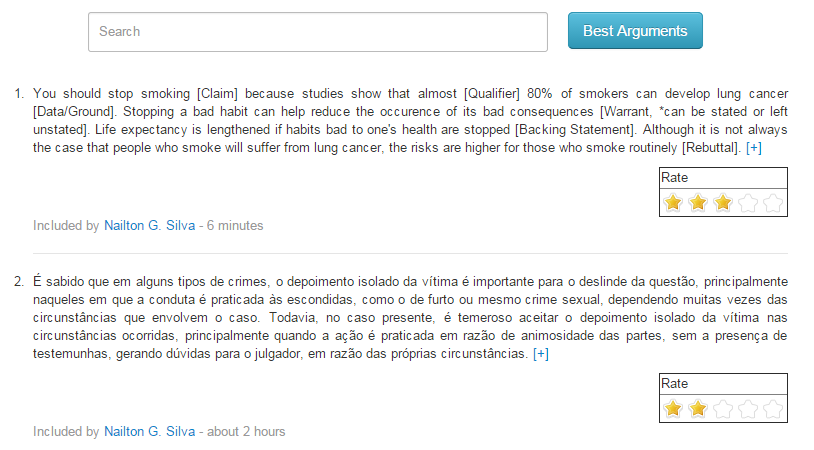 Search
Best Arguments
1. You should stop smoking [Claim] because studies show that almost [Qualifier] 80% of smokers can develop lung cancer
[Data/Ground]. Stopping a bad habit can help reduce the occurence of its bad consequences [Warrant, *can be stated or left
unstated]. Life expectancy is lengthened if habits bad to one's health are stopped [Backing Statement]. Although it is not always
the case that people who smoke will suffer from lung cancer, the risks are higher for those who smoke routinely [Rebuttal]. [+]
Rate
Included by Nailton G. Silva - 6 minutes
2. É sabido que em alguns tipos de crimes, o depoimento isolado da vítima é importante para o deslinde da questão, principalmente
naqueles em que a conduta é praticada às escondidas, como o de furto ou mesmo crime sexual, dependendo muitas vezes das
circunstâncias que envolvem o caso. Todavia, no caso presente, é temeroso aceitar o depoimento isolado da vítima nas
circunstâncias ocorridas, principalmente quando a ação é praticada em razão de animosidade das partes, sem a presença de
testemunhas, gerando dúvidas para o julgador, em razão das próprias circunstâncias. [+]
Rate
Included by Nailton G. Silva - about 2 hours